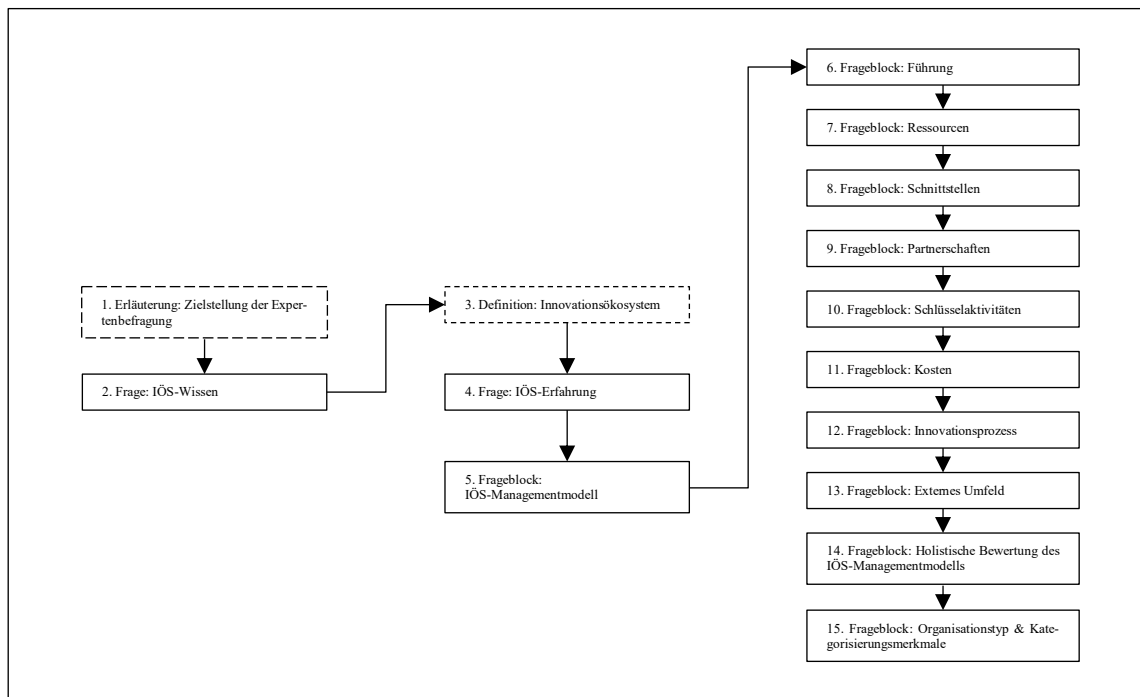 1. Erläuterung: Zielstellung der Exper-
tenbefragung
2. Frage: IÖS-Wissen
3. Definition: Innovationsökosystem
4. Frage: IÖS-Erfahrung
5. Frageblock:
IÖS-Managementmodell
6. Frageblock: Führung
7. Frageblock: Ressourcen
8. Frageblock: Schnittstellen
9. Frageblock: Partnerschaften
10. Frageblock: Schlüsselaktivitäten
11. Frageblock: Kosten
12. Frageblock: Innovationsprozess
13. Frageblock: Externes Umfeld
14. Frageblock: Holistische Bewertung des
IÖS-Managementmodells
15. Frageblock: Organisationstyp & Kate-
gorisierungsmerkmale